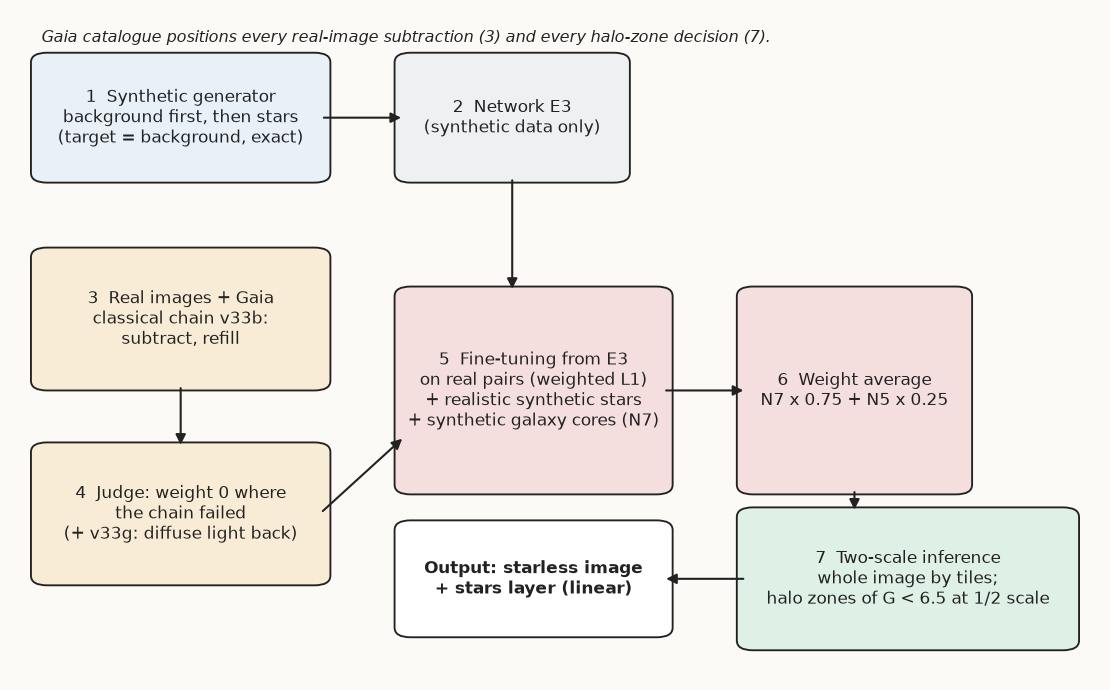 Gaia catalogue positions every real-image subtraction (3) and every halo-zone decision (7).
1 Synthetic generator
background first, then stars
(target = background, exact)
2 Network E3
(synthetic data only)
3 Real images + Gaia
classical chain v33b:
subtract, refill
4 Judge: weight 0 where
the chain failed
(+ v33g: diffuse light back)
5 Fine-tuning from E3
on real pairs (weighted L1)
+ realistic synthetic stars
+ synthetic galaxy cores (N7)
6 Weight average
N7 x 0.75 + N5 x 0.25
7 Two-scale inference
whole image by tiles;
halo zones of G < 6.5 at 1/2 scale
Output: starless image
+ stars layer (linear)